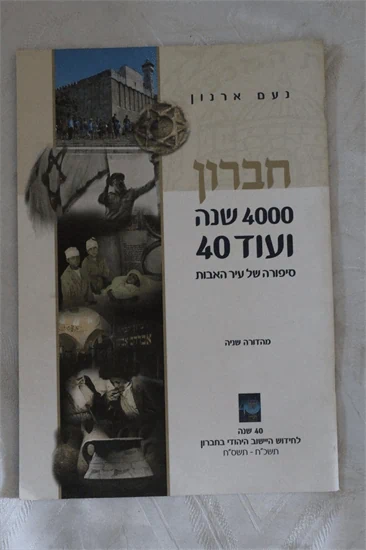 נעם ארנון
חברון
4000 שנה
ועוד 40
סיפורה של עיר האבות
מהדורה שניה
40 שנה
לחידוש היישוב היהודי בחברון
תשכ"ח - תשס"ח